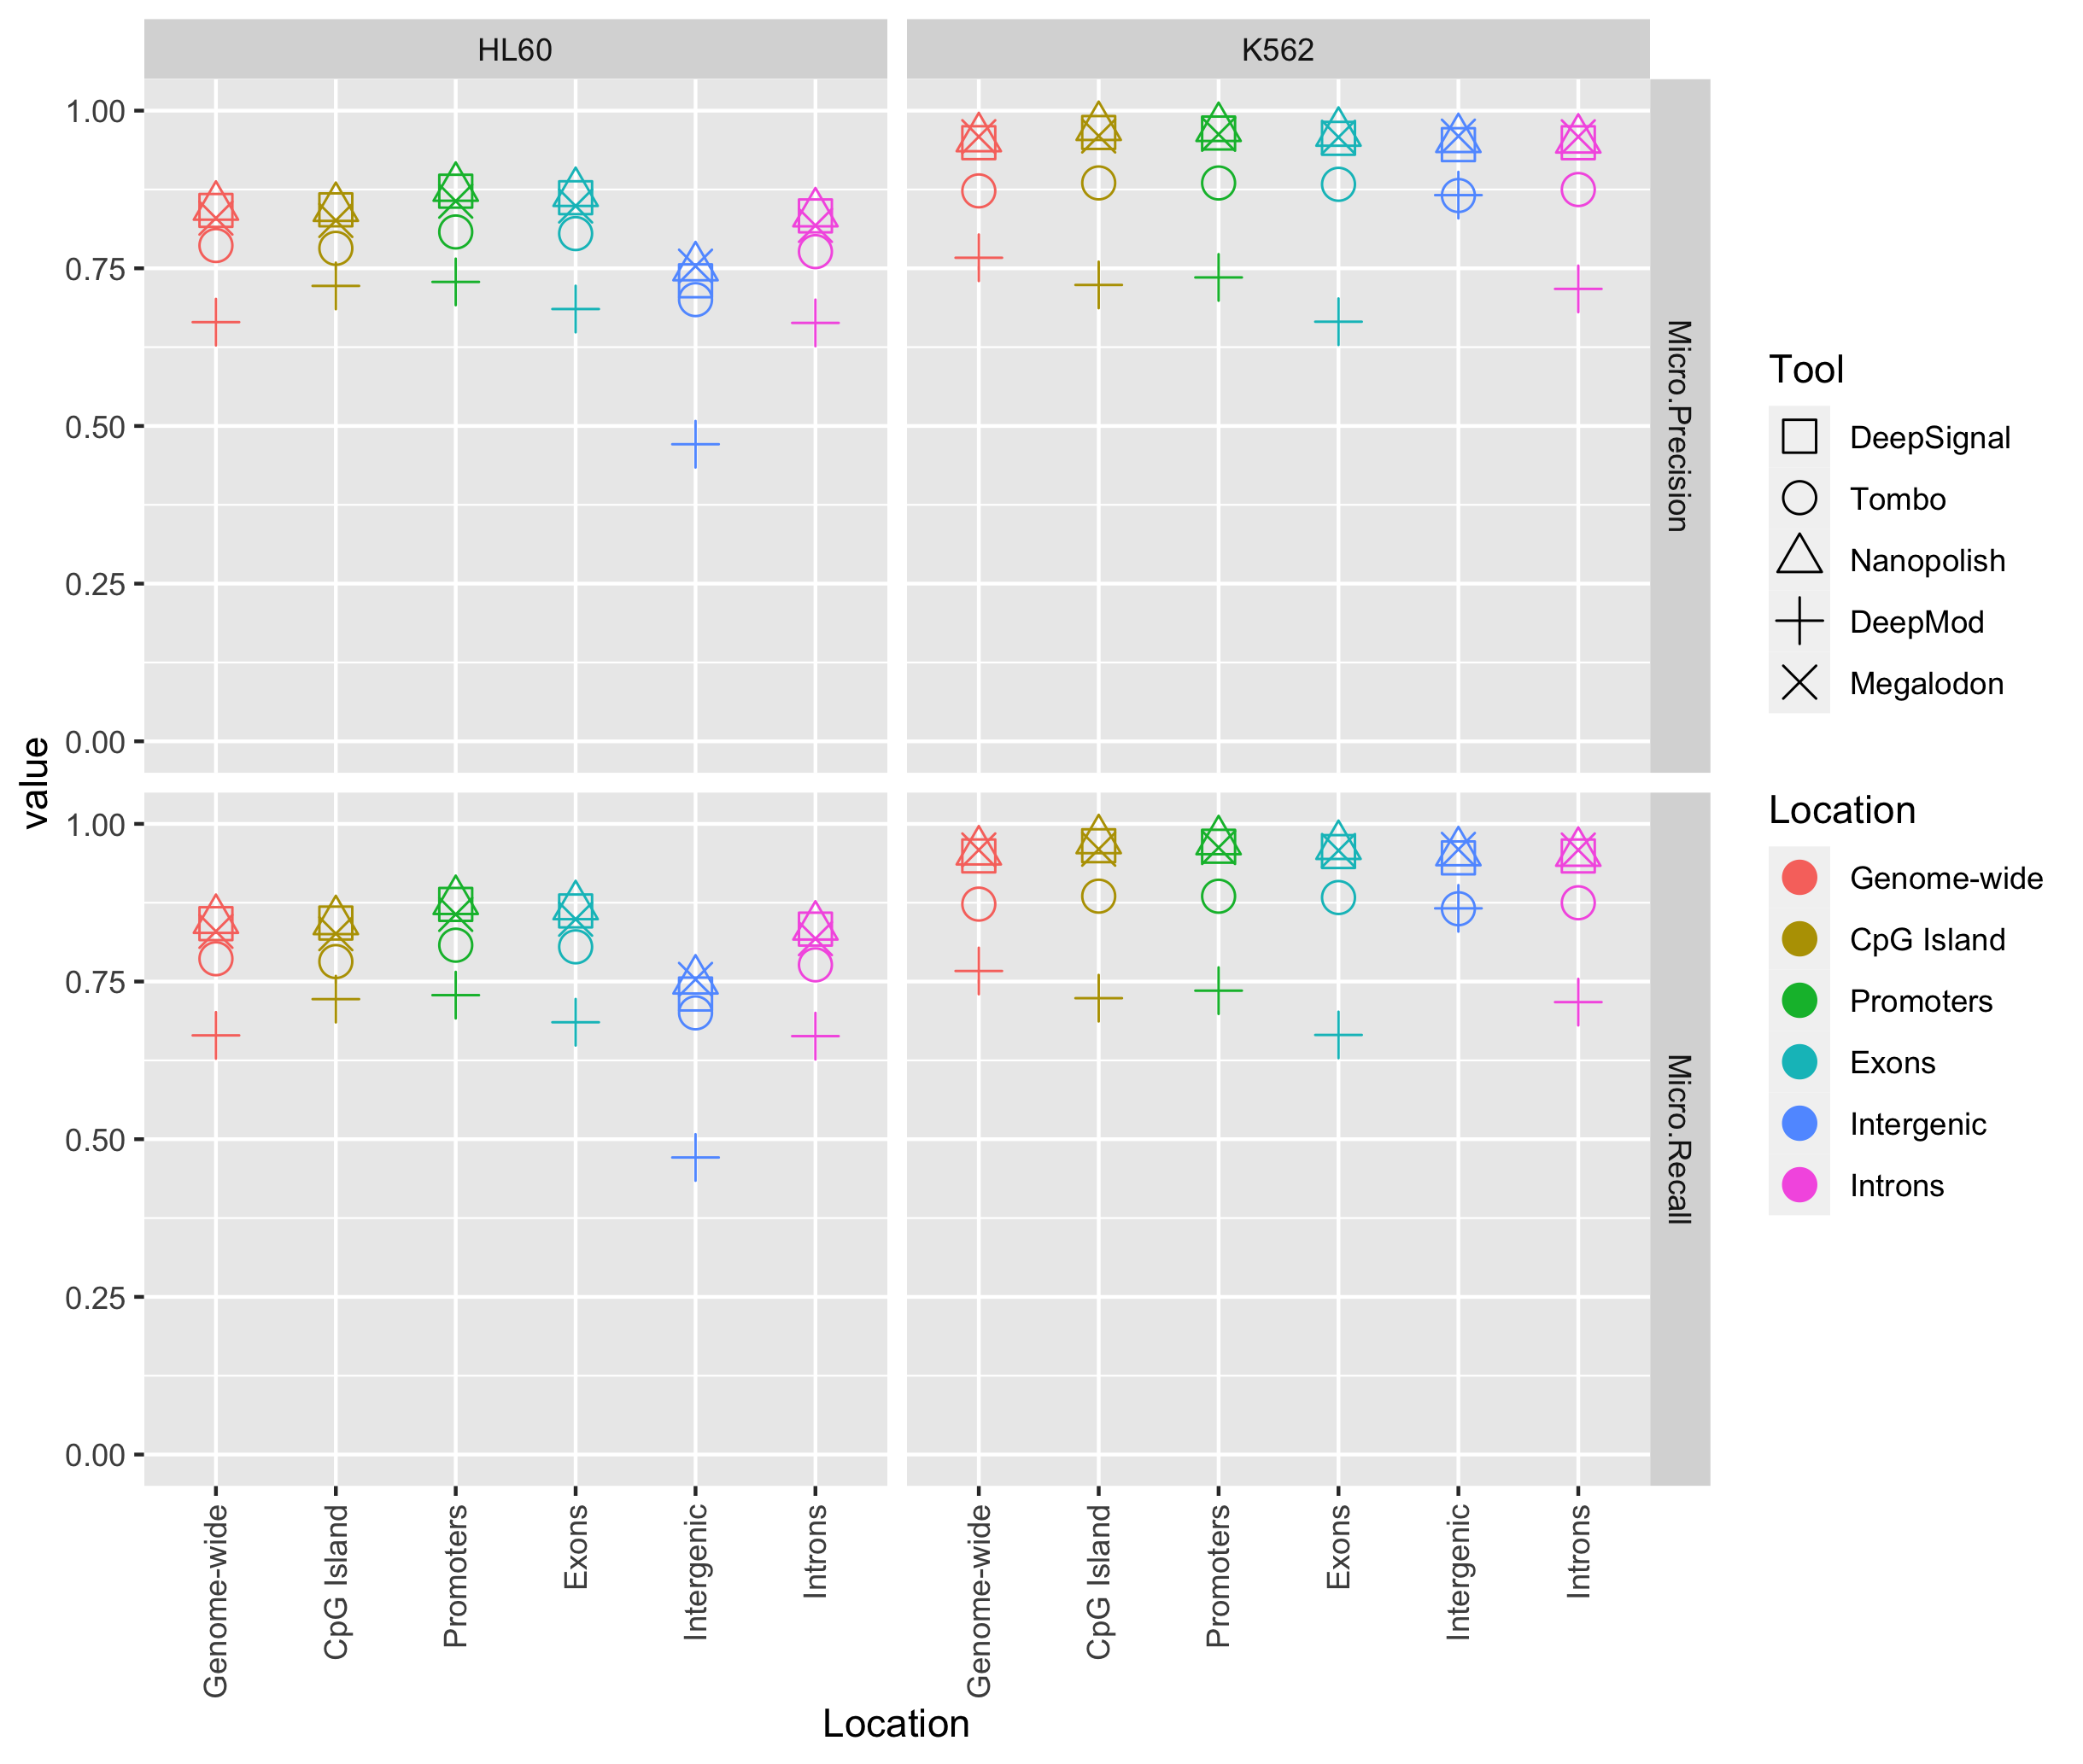 HL60
K562
1.00
0.75
0.50
0.25
0.00
Micro.Precision
1.00
0.75
0.50
0.25
0.00
Micro.Recall
value
Genome-wide
CpG Island
Promoters
Exons
Intergenic
Introns
Genome-wide
CpG Island
Promoters
Exons
Intergenic
Introns
Location
Tool
DeepSignal
Tombo
Nanopolish
DeepMod
Megalodon
Location
Genome-wide
CpG Island
Promoters
Exons
Intergenic
Introns